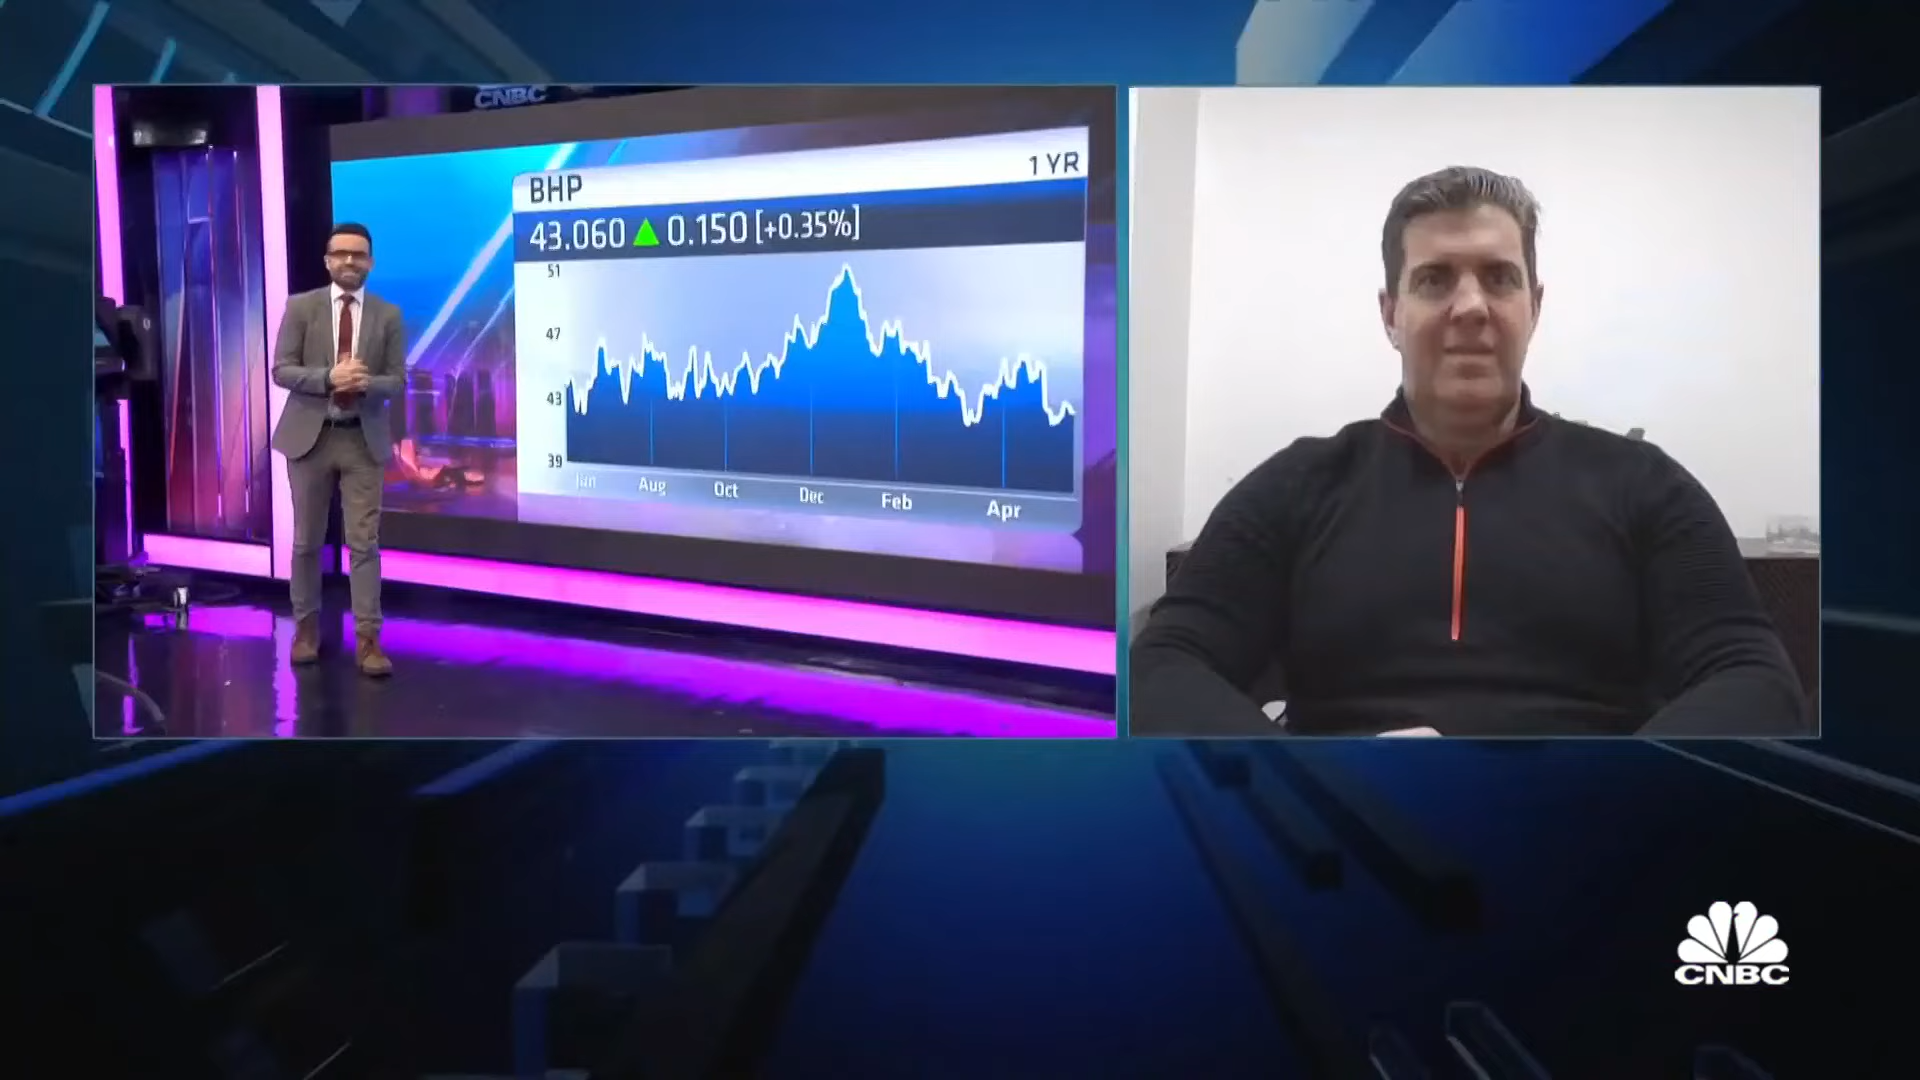 CNBC
BHP
1 YR
43.060 ▲ 0.150 [+0.35%]
51
47
43
39
Jun Aug Oct Dec Feb Apr
CNBC